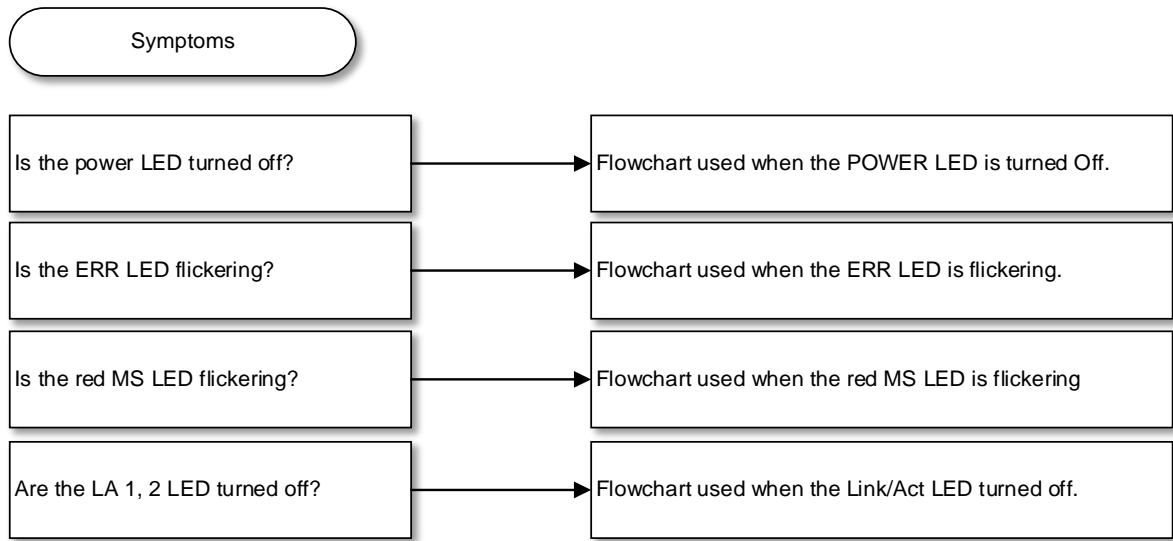 Symptoms
Is the power LED turned off?
Flowchart used when the POWER LED is turned Off.
Is the ERR LED flickering?
Flowchart used when the ERR LED is flickering.
Is the red MS LED flickering?
Flowchart used when the red MS LED is flickering
Are the LA 1, 2 LED turned off?
Flowchart used when the Link/Act LED turned off.